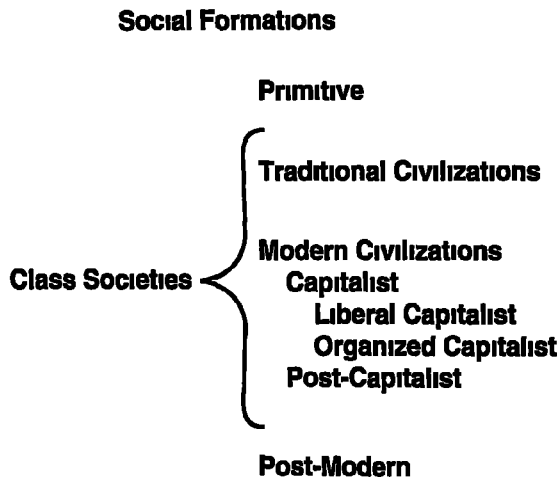 Social Formations
Primitive
Traditional Civilizations
Modern Civilizations
Class Societies
Capitalist
Liberal Capitalist
Organized Capitalist
Post-Capitalist
Post-Modern